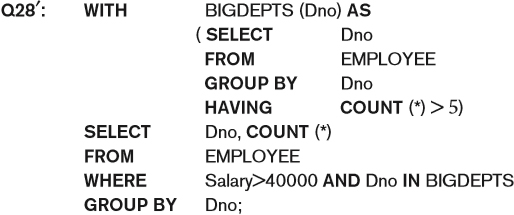 Q28′: WITH BIGDEPTS (Dno) AS
( SELECT Dno
FROM EMPLOYEE
GROUP BY Dno
HAVING COUNT (*) > 5)
SELECT Dno, COUNT (*)
FROM EMPLOYEE
WHERE Salary>40000 AND Dno IN BIGDEPTS
GROUP BY Dno;